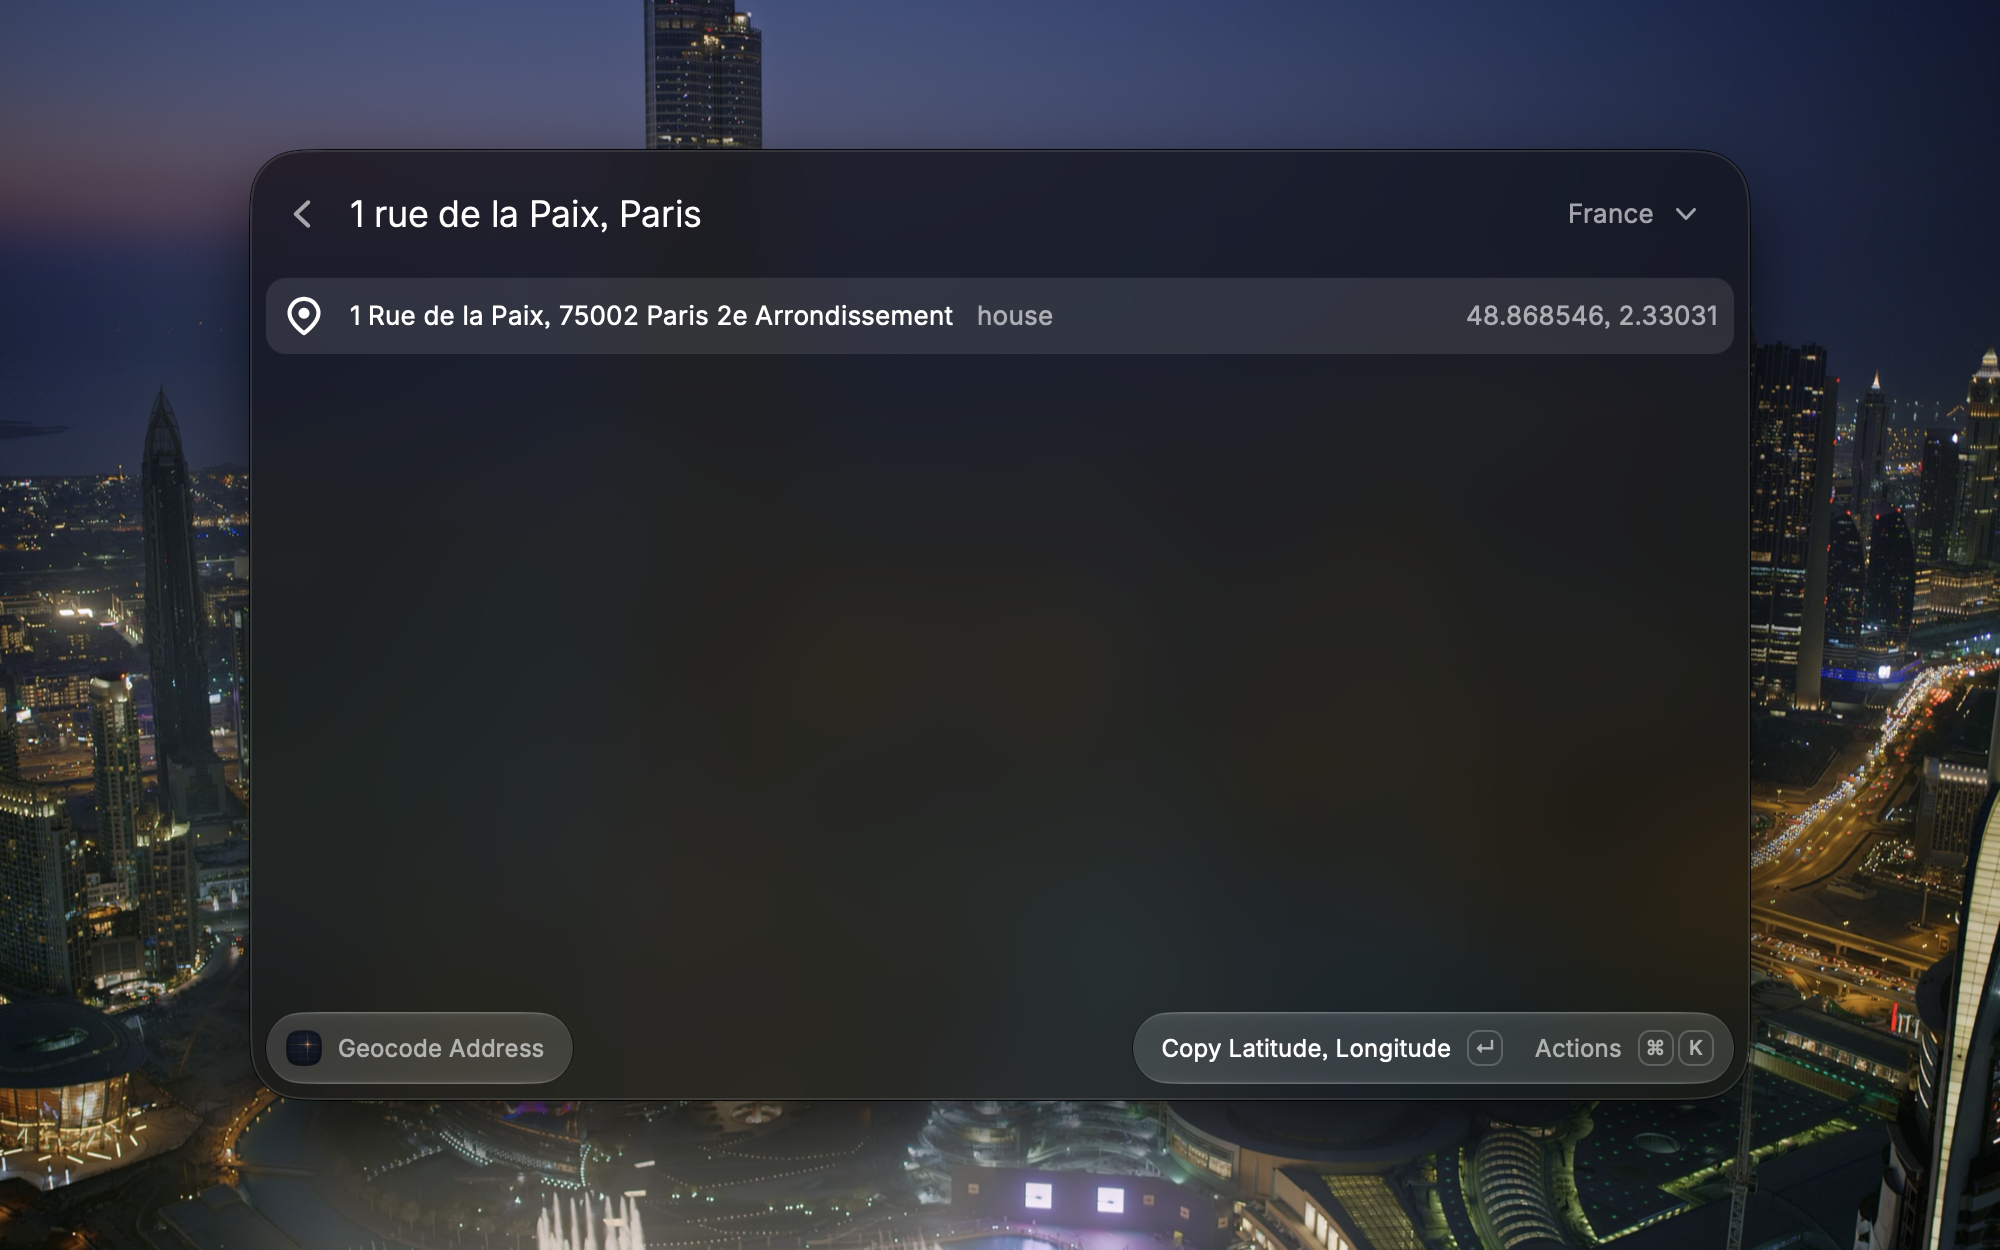 1 rue de la Paix, Paris
France
1 Rue de la Paix, 75002 Paris 2e Arrondissement house 48.868546, 2.33031
Geocode Address
Copy Latitude, Longitude ↵ Actions ⌘ K